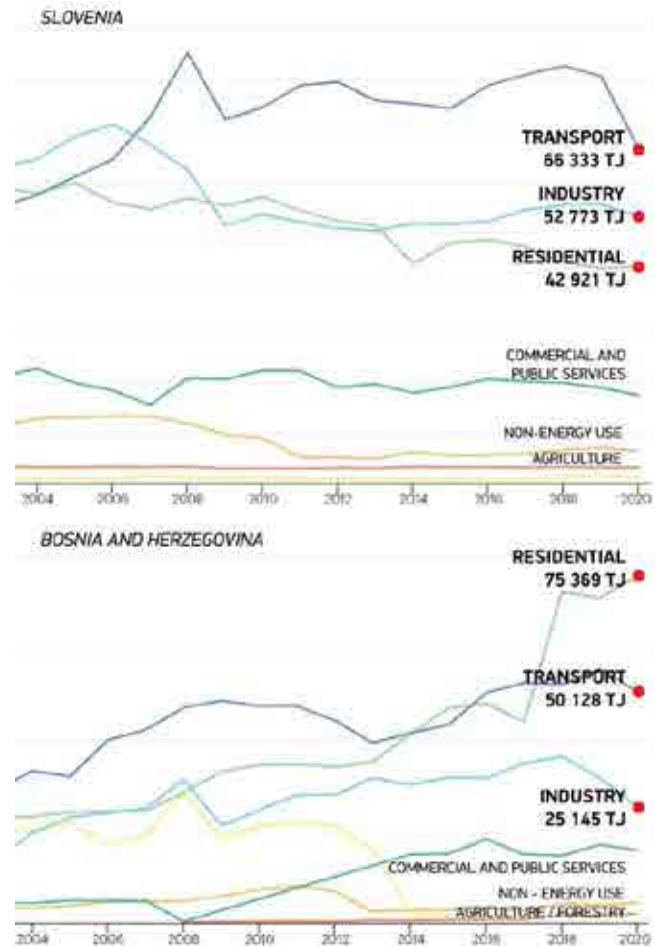 SLOVENIA
TRANSPORT
66 333 TJ
INDUSTRY
52 773 TJ
RESIDENTIAL
42 921 TJ
COMMERCIAL AND
PUBLIC SERVICES
NON-ENERGY USE
AGRICULTURE
2004 2006 2008 2010 2012 2014 2016 2018 2020
BOSNIA AND HERZEGOVINA
RESIDENTIAL
75 369 TJ
TRANSPORT
50 128 TJ
INDUSTRY
25 145 TJ
COMMERCIAL AND PUBLIC SERVICES
NON - ENERGY USE
AGRICULTURE / FORESTRY
2004 2006 2008 2010 2012 2014 2016 2018 2020